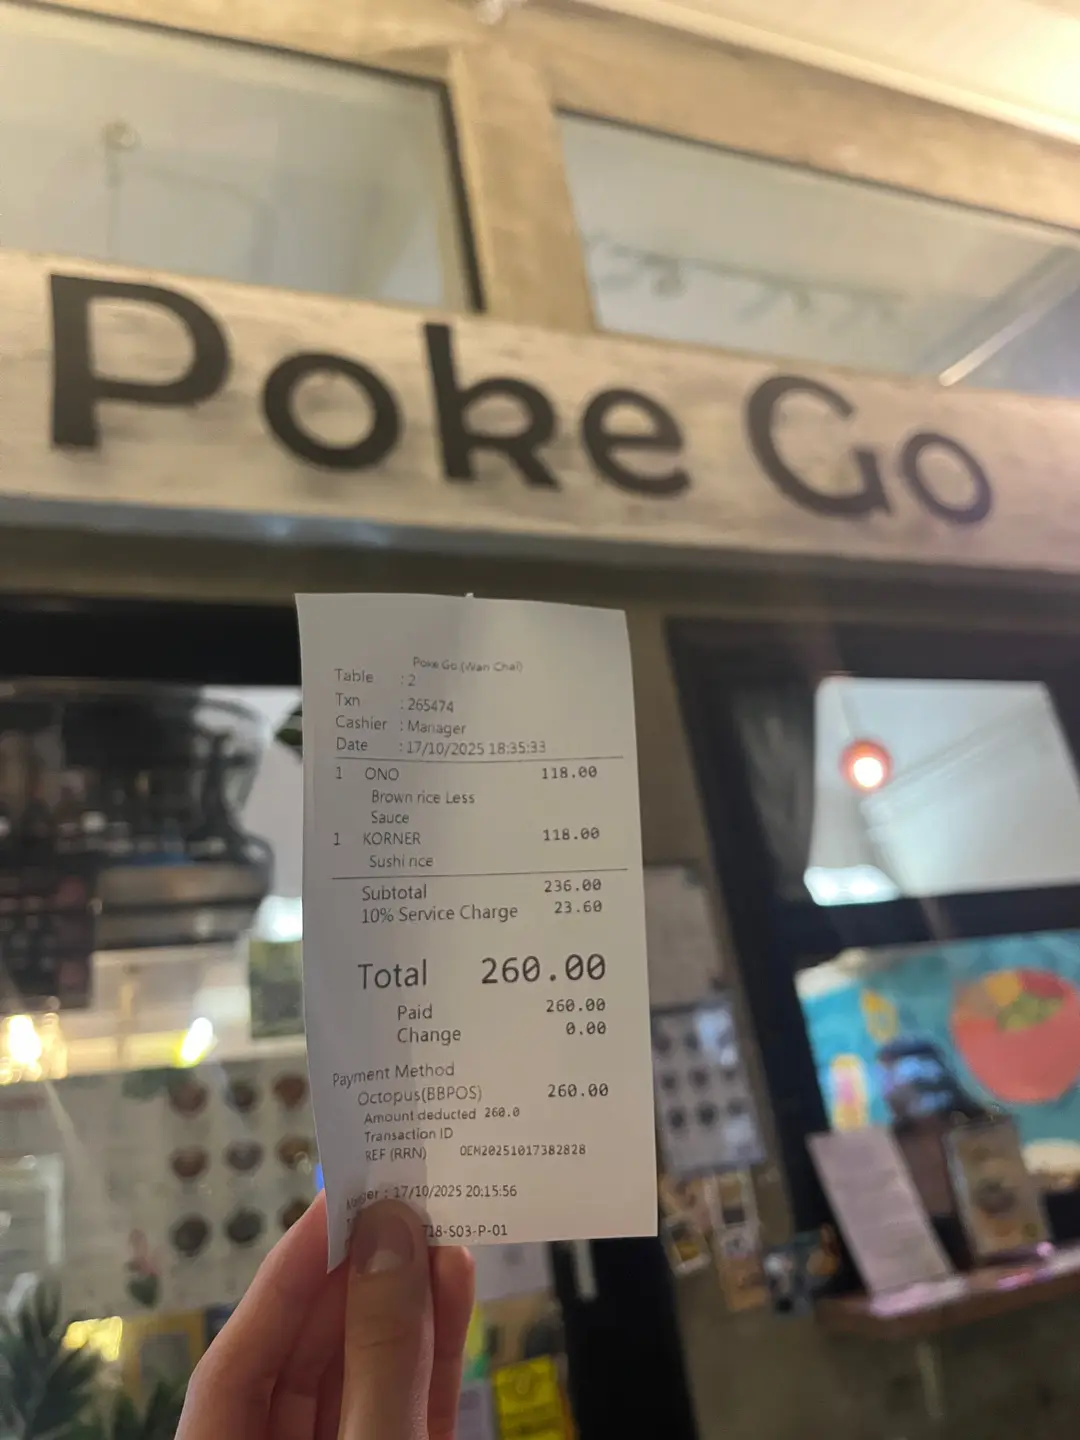 Poke Go
Poke Go (Wan Chai)
Table : 2
Txn : 265474
Cashier : Manager
Date : 17/10/2025 18:35:33
1 ONO 118.00
Brown rice Less
Sauce
1 KORNER 118.00
Sushi rice
Subtotal 236.00
10% Service Charge 23.60
Total 260.00
Paid 260.00
Change 0.00
Payment Method
Octopus(BBPOS) 260.00
Amount deducted 260.0
Transaction ID
REF (RRN) OEM20251017382828
: 17/10/2025 20:15:56
T18-S03-P-01